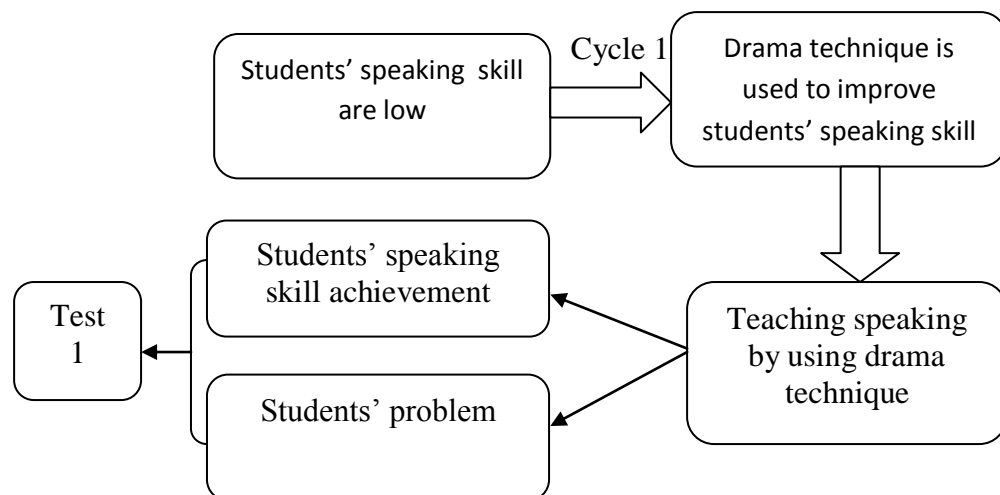 Students’ speaking skill
are low
Cycle 1
Drama technique is
used to improve
students’ speaking skill
Students’ speaking
skill achievement
Test
1
Teaching speaking
by using drama
technique
Students’ problem